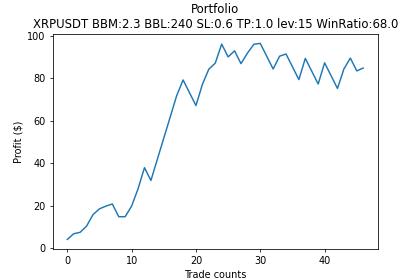 Portfolio
XRPUSDT BBM:2.3 BBL:240 SL:0.6 TP:1.0 lev:15 WinRatio:68.0
100
80
60
40
20
0
Profit ($)
0 10 20 30 40
Trade counts